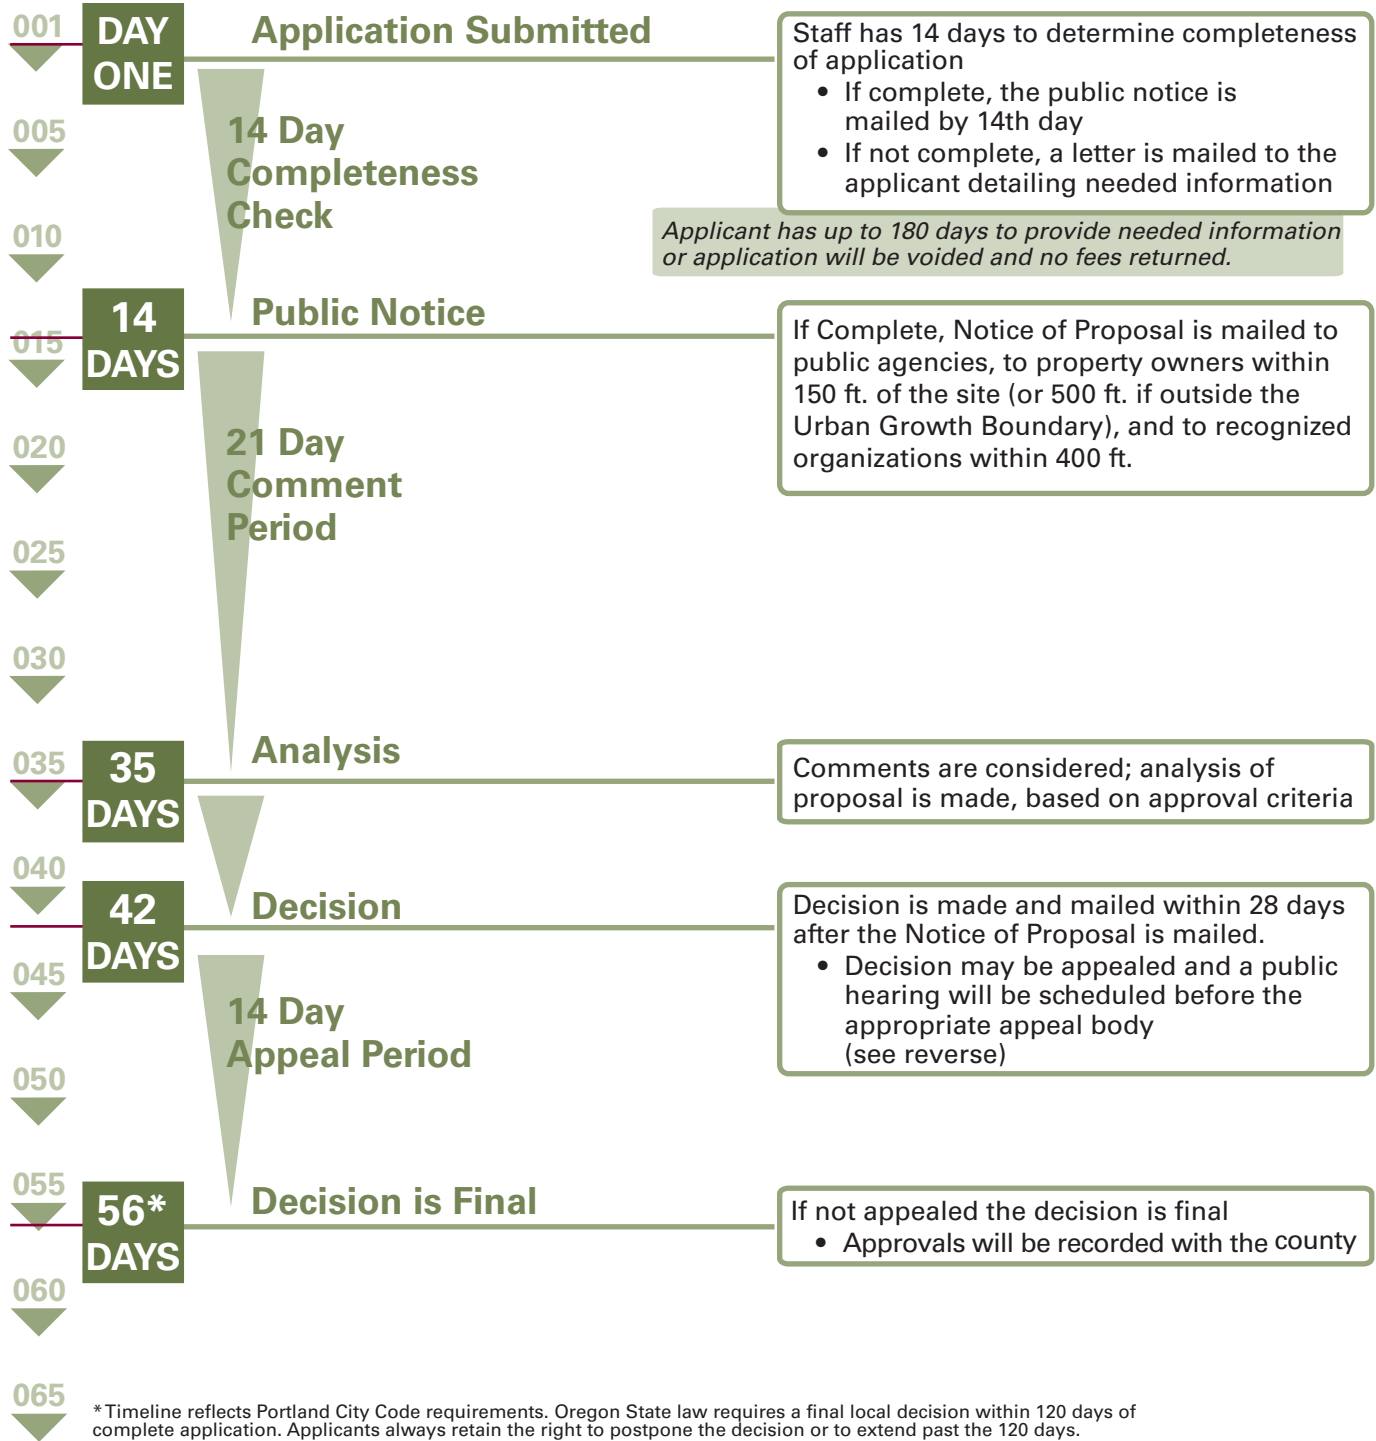 001
DAY
ONE
Application Submitted
Staff has 14 days to determine completeness
of application
• If complete, the public notice is
mailed by 14th day
• If not complete, a letter is mailed to the
applicant detailing needed information
Applicant has up to 180 days to provide needed information
or application will be voided and no fees returned.
005
14 Day
Completeness
Check
010
015
14
DAYS
Public Notice
If Complete, Notice of Proposal is mailed to
public agencies, to property owners within
150 ft. of the site (or 500 ft. if outside the
Urban Growth Boundary), and to recognized
organizations within 400 ft.
020
21 Day
Comment
Period
025
030
035
35
DAYS
Analysis
Comments are considered; analysis of
proposal is made, based on approval criteria
040
42
DAYS
Decision
Decision is made and mailed within 28 days
after the Notice of Proposal is mailed.
• Decision may be appealed and a public
hearing will be scheduled before the
appropriate appeal body
(see reverse)
045
14 Day
Appeal Period
050
055
56*
DAYS
Decision is Final
If not appealed the decision is final
• Approvals will be recorded with the county
060
065
*Timeline reflects Portland City Code requirements. Oregon State law requires a final local decision within 120 days of
complete application. Applicants always retain the right to postpone the decision or to extend past the 120 days.